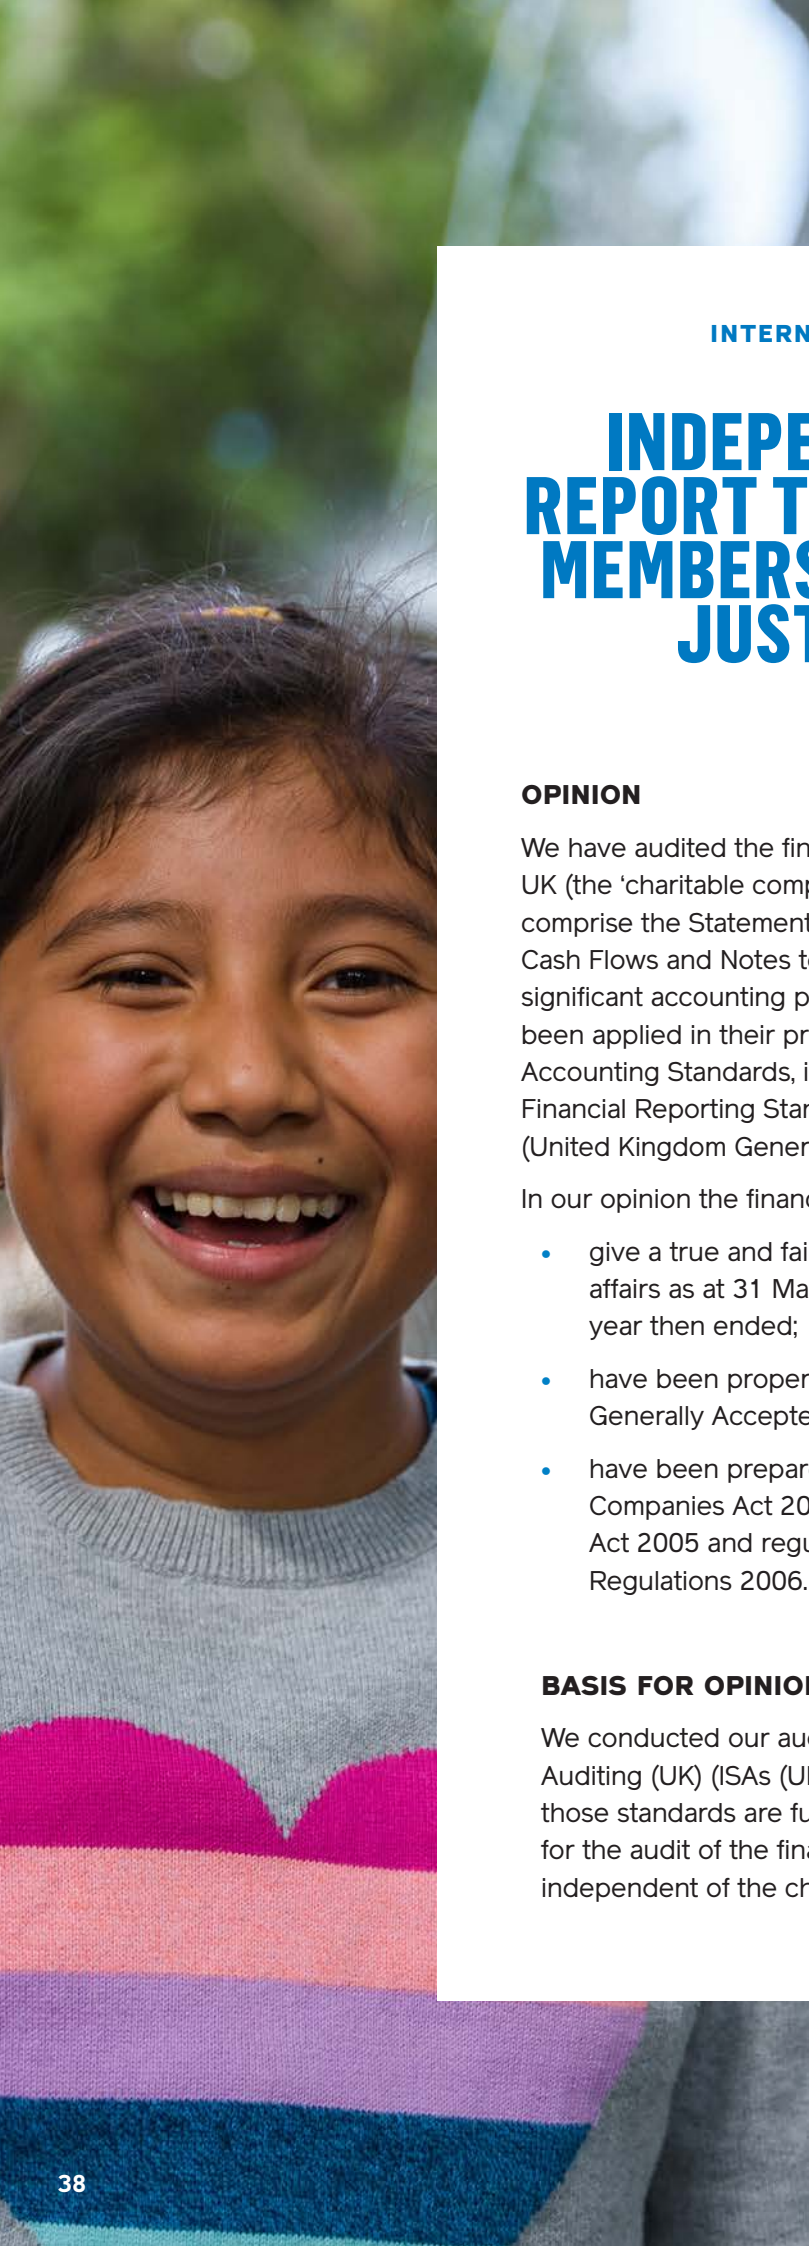 INTERN
INDEPE
REPORT T
MEMBERS
JUST
OPINION
We have audited the fin
UK (the ‘charitable comp
comprise the Statement
Cash Flows and Notes t
significant accounting p
been applied in their pr
Accounting Standards, i
Financial Reporting Star
(United Kingdom Gener
In our opinion the financ
• give a true and fai
affairs as at 31 Ma
year then ended;
• have been proper
Generally Accepte
• have been prepar
Companies Act 20
Act 2005 and regu
Regulations 2006.
BASIS FOR OPINION
We conducted our aud
Auditing (UK) (ISAs (UK
those standards are fu
for the audit of the fina
independent of the ch
38